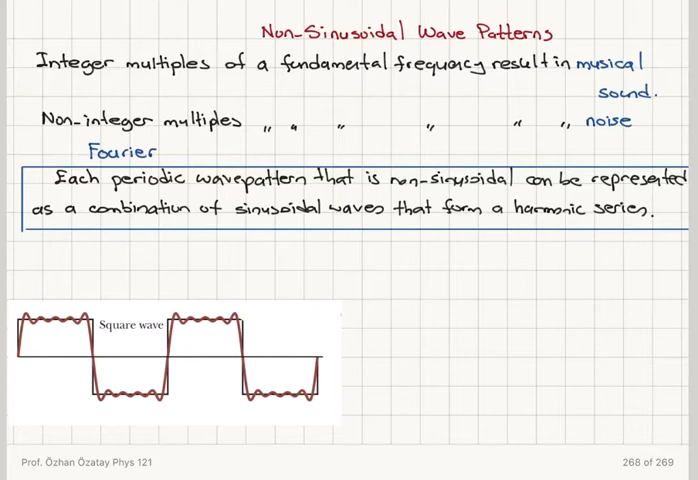 Non-Sinusoidal Wave Patterns
Integer multiples of a fundamental frequency result in musical
sound.
Non-integer multiples " " " " " " noise
Fourier
Each periodic wavepattern that is non-sinusoidal can be represented
as a combination of sinusoidal waves that form a harmonic series.
Square wave
Prof. Özhan Özatay Phys 121
268 of 269